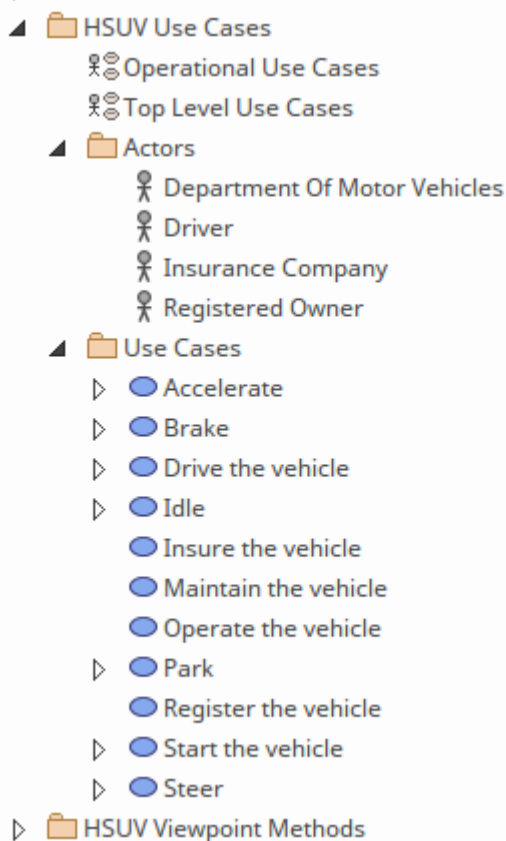 HSUV Use Cases
Operational Use Cases
Top Level Use Cases
Actors
Department Of Motor Vehicles
Driver
Insurance Company
Registered Owner
Use Cases
Accelerate
Brake
Drive the vehicle
Idle
Insure the vehicle
Maintain the vehicle
Operate the vehicle
Park
Register the vehicle
Start the vehicle
Steer
HSUV Viewpoint Methods